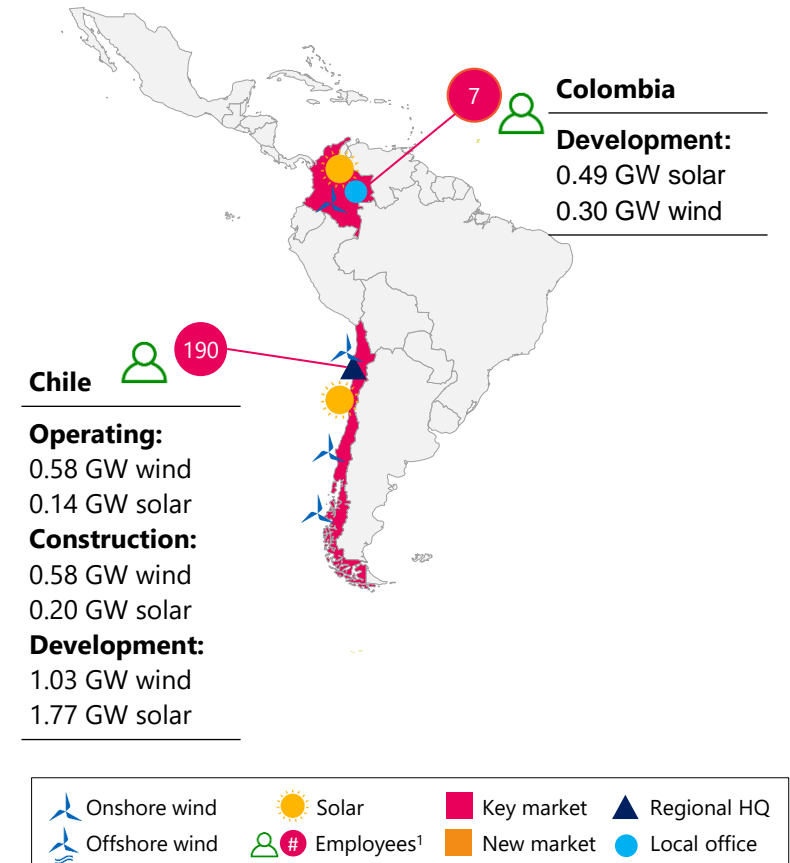 7
Colombia
Development:
0.49 GW solar
0.30 GW wind
190
Chile
Operating:
0.58 GW wind
0.14 GW solar
Construction:
0.58 GW wind
0.20 GW solar
Development:
1.03 GW wind
1.77 GW solar
Onshore wind
Solar
Key market
Regional HQ
Offshore wind
# Employees¹
New market
Local office